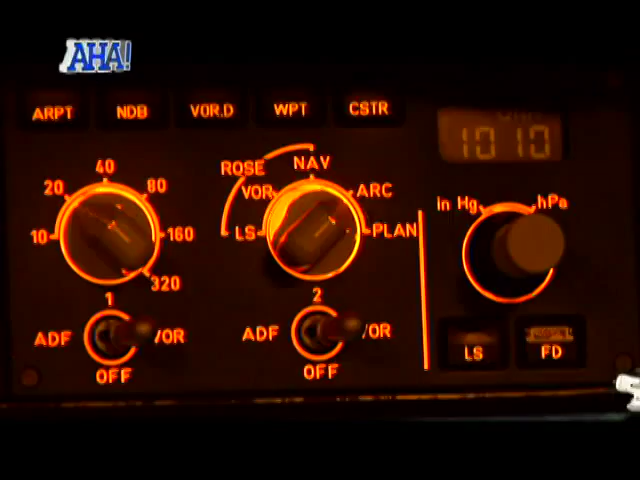 AHA!
ARPT NDB VOR.D WPT CSTR
QNH
1010
ROSE NAV
40
20 80
VOR ARC
in Hg hPa
10 160
LS PLAN
320
1 2
ADF VOR ADF VOR
OFF OFF
LS FD